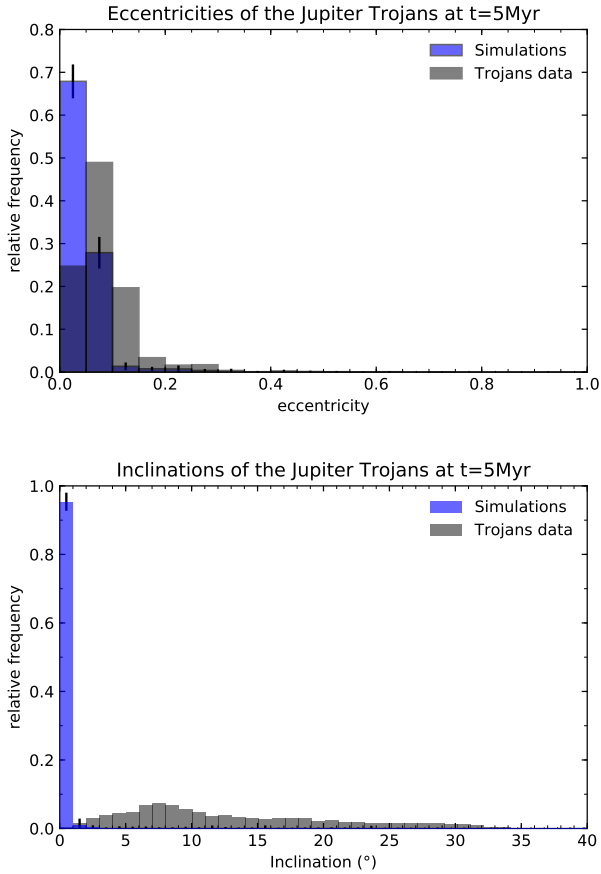 Eccentricities of the Jupiter Trojans at t=5Myr
0.8
0.7
0.6
0.5
0.4
0.3
0.2
0.1
0.0
relative frequency
Simulations
Trojans data
0.0 0.2 0.4 0.6 0.8 1.0
eccentricity
Inclinations of the Jupiter Trojans at t=5Myr
1.0
0.8
0.6
0.4
0.2
0.0
relative frequency
Simulations
Trojans data
0 5 10 15 20 25 30 35 40
Inclination (°)